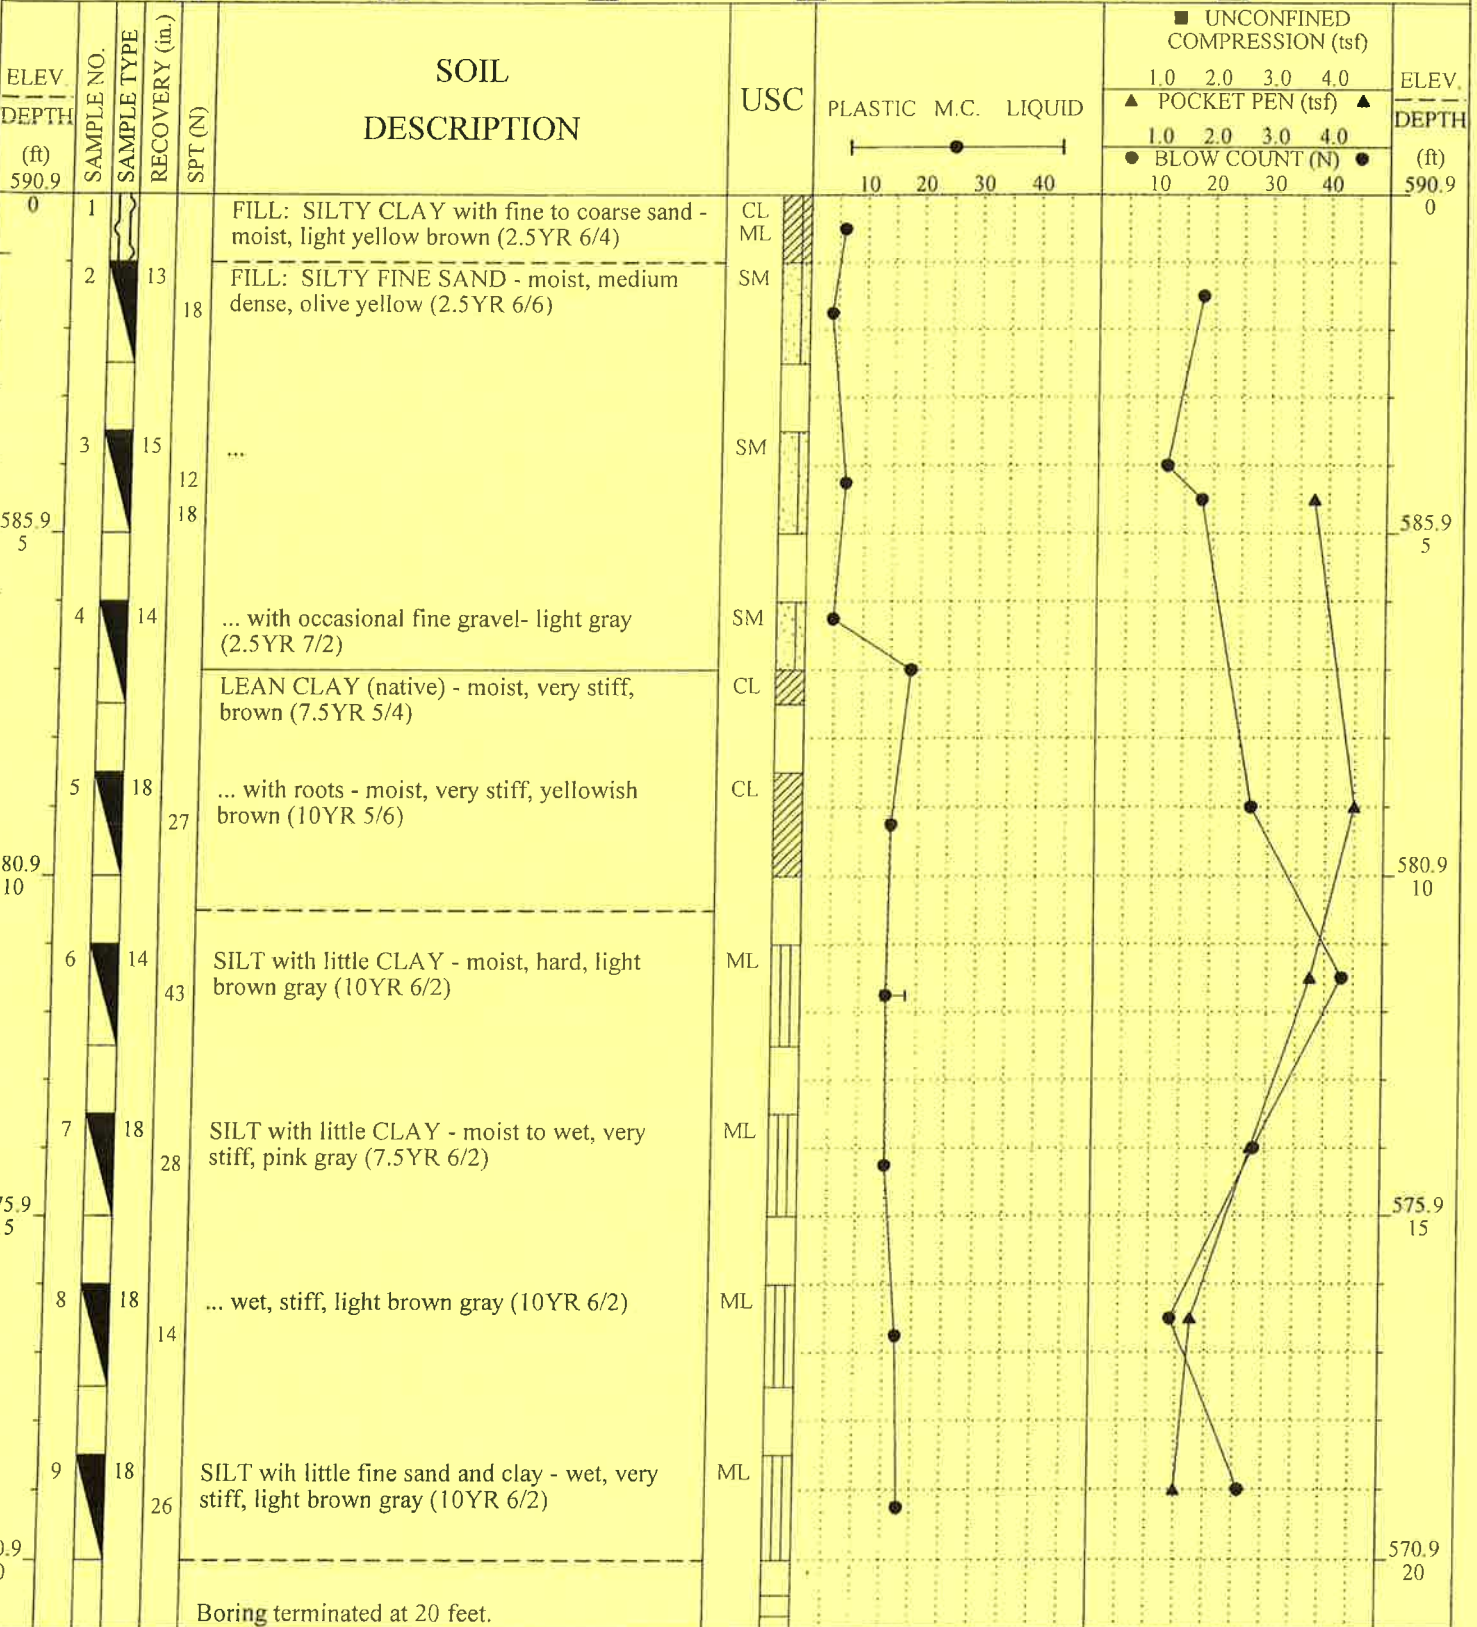 ELEV.
DEPTH
(ft)
590.9
0
SAMPLE NO.
SAMPLE TYPE
RECOVERY (in.)
SPT (N)
SOIL
DESCRIPTION
USC
PLASTIC M.C. LIQUID
10 20 30 40
■ UNCONFINED
COMPRESSION (tsf)
1.0 2.0 3.0 4.0
▲ POCKET PEN (tsf) ▲
1.0 2.0 3.0 4.0
● BLOW COUNT (N) ●
10 20 30 40
ELEV.
DEPTH
(ft)
590.9
0
1 FILL: SILTY CLAY with fine to coarse sand - CL
moist, light yellow brown (2.5YR 6/4) ML
2 13 FILL: SILTY FINE SAND - moist, medium SM
18 dense, olive yellow (2.5YR 6/6)
3 15 ... SM
12
18
585.9 585.9
5 5
4 14 ... with occasional fine gravel- light gray SM
(2.5YR 7/2)
LEAN CLAY (native) - moist, very stiff, CL
brown (7.5YR 5/4)
5 18 ... with roots - moist, very stiff, yellowish CL
27 brown (10YR 5/6)
80.9 580.9
10 10
6 14 SILT with little CLAY - moist, hard, light ML
43 brown gray (10YR 6/2)
7 18 SILT with little CLAY - moist to wet, very ML
28 stiff, pink gray (7.5YR 6/2)
5.9 575.9
5 15
8 18 ... wet, stiff, light brown gray (10YR 6/2) ML
14
9 18 SILT wih little fine sand and clay - wet, very ML
26 stiff, light brown gray (10YR 6/2)
.9 570.9
20
Boring terminated at 20 feet.